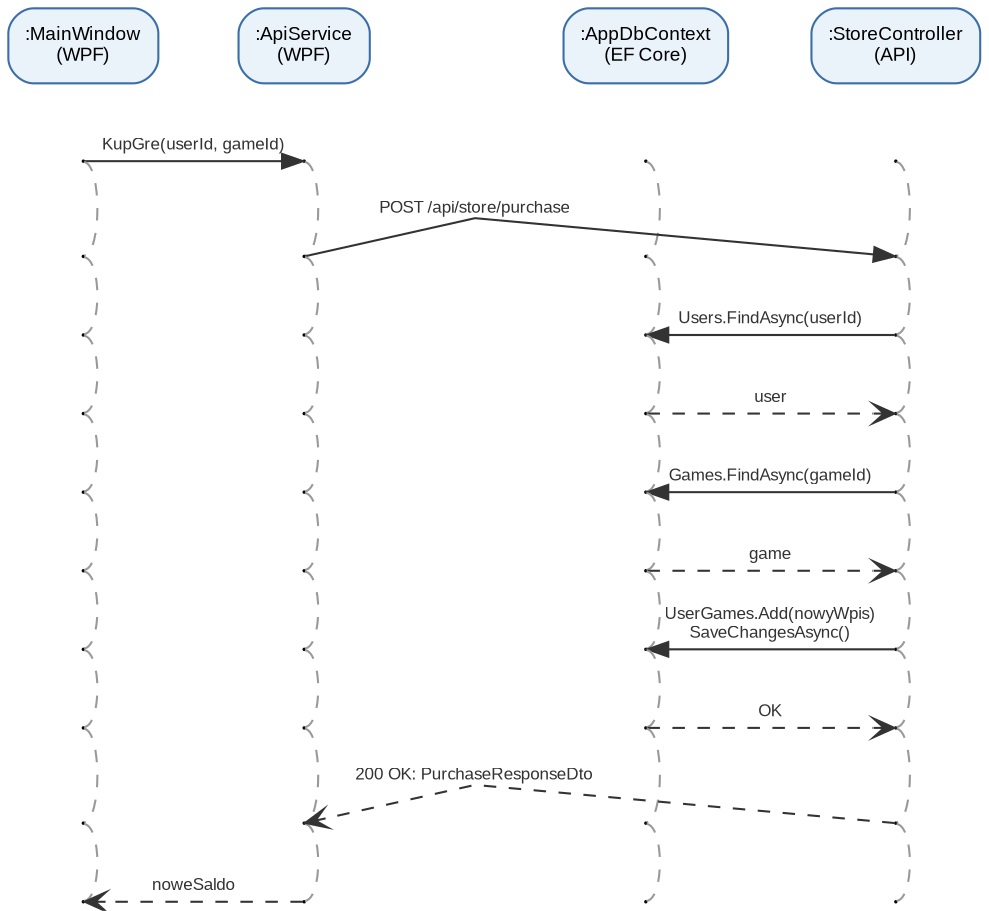 :MainWindow
(WPF)
:ApiService
(WPF)
:AppDbContext
(EF Core)
:StoreController
(API)
KupGre(userId, gameId)
POST /api/store/purchase
Users.FindAsync(userId)
user
Games.FindAsync(gameId)
game
UserGames.Add(nowyWpis)
SaveChangesAsync()
OK
200 OK: PurchaseResponseDto
noweSaldo